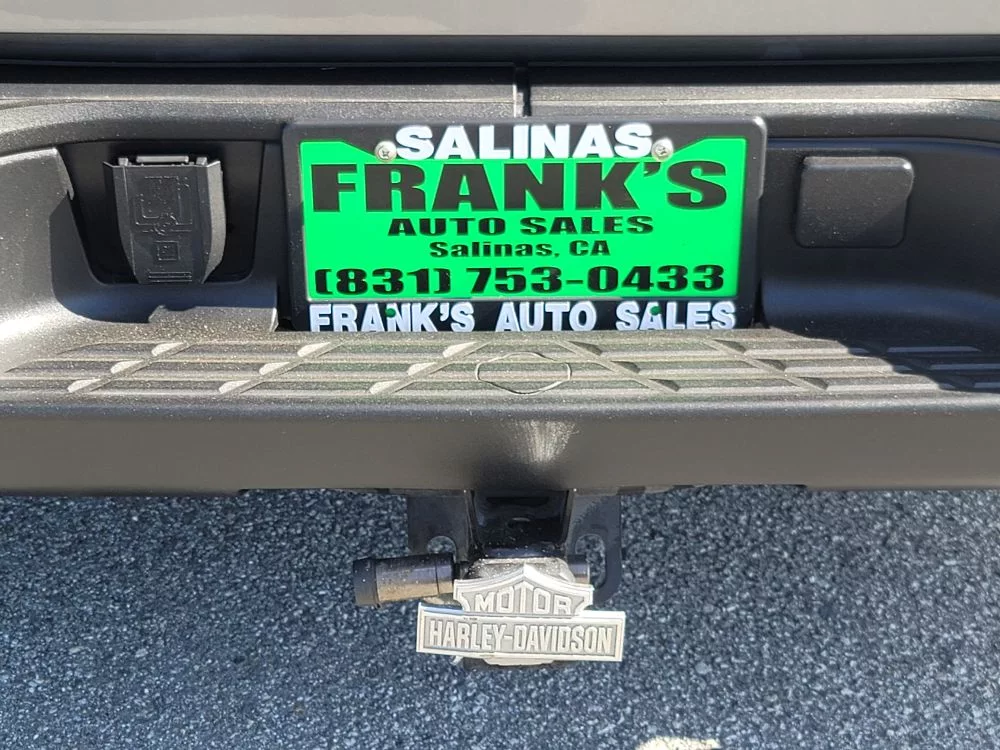 SALINAS
FRANK'S
AUTO SALES
Salinas, CA
(831) 753-0433
FRANK'S AUTO SALES
MOTOR
HARLEY-DAVIDSON